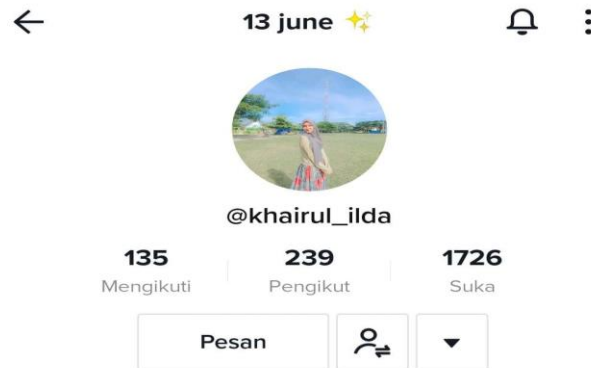 13 june ✨
@khairul_ilda
135 239 1726
Mengikuti Pengikut Suka
Pesan